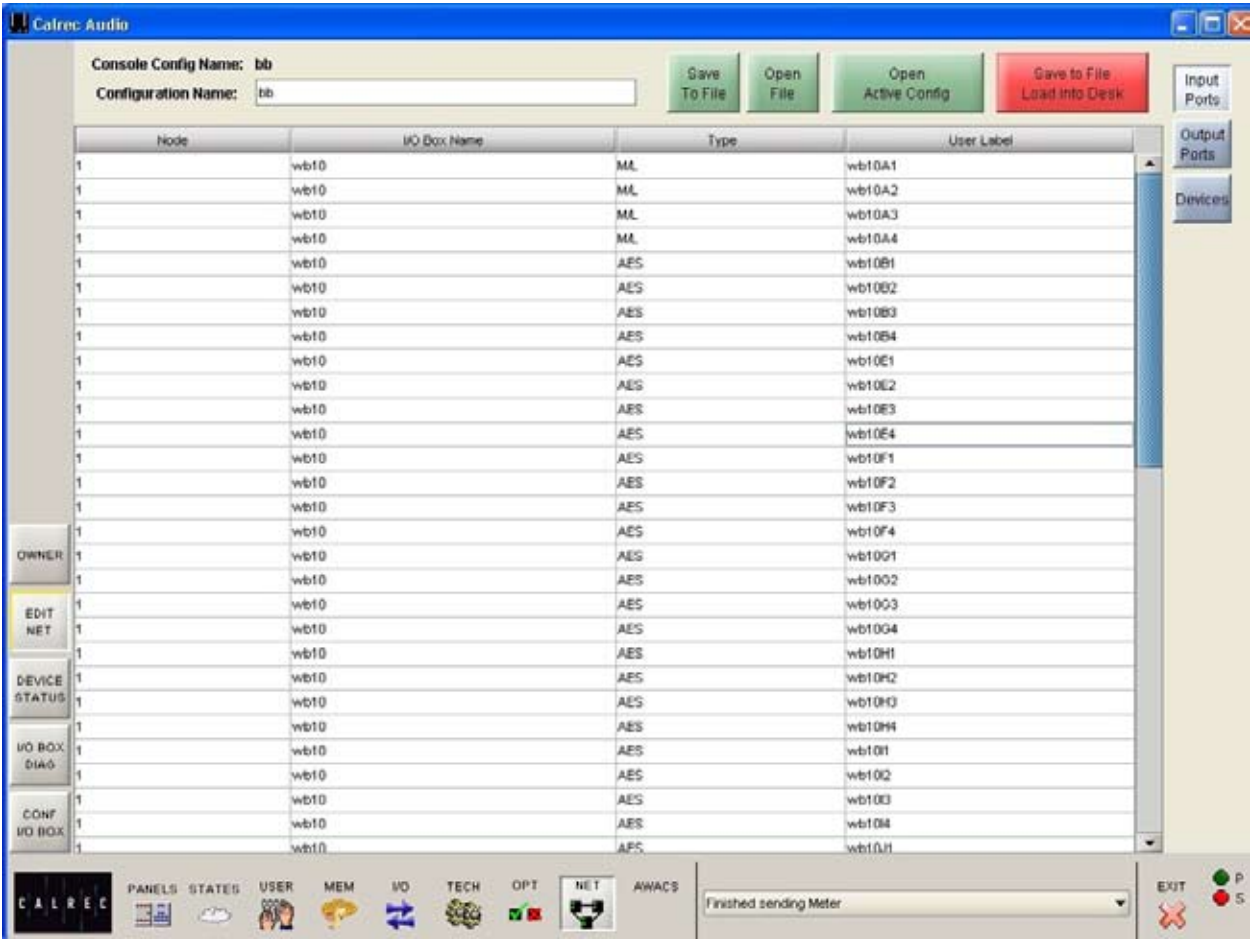 Calrec Audio
Console Config Name: bb
Configuration Name: bb
Save To File
Open File
Open Active Config
Save to File Load into Desk
Input Ports
Output Ports
Devices
Node I/O Box Name Type User Label
1 wb10 M/L wb10A1
1 wb10 M/L wb10A2
1 wb10 M/L wb10A3
1 wb10 M/L wb10A4
1 wb10 AES wb10B1
1 wb10 AES wb10B2
1 wb10 AES wb10B3
1 wb10 AES wb10B4
1 wb10 AES wb10E1
1 wb10 AES wb10E2
1 wb10 AES wb10E3
1 wb10 AES wb10E4
1 wb10 AES wb10F1
1 wb10 AES wb10F2
1 wb10 AES wb10F3
1 wb10 AES wb10F4
1 wb10 AES wb10G1
1 wb10 AES wb10G2
1 wb10 AES wb10G3
1 wb10 AES wb10G4
1 wb10 AES wb10H1
1 wb10 AES wb10H2
1 wb10 AES wb10H3
1 wb10 AES wb10H4
1 wb10 AES wb10I1
1 wb10 AES wb10I2
1 wb10 AES wb10I3
1 wb10 AES wb10I4
1 wb10 AES wb10J1
OWNER
EDIT NET
DEVICE STATUS
I/O BOX DIAG
CONF I/O BOX
CALREC
PANELS STATES USER MEM I/O TECH OPT NET AWACS
Finished sending Meter
EXIT
P
S